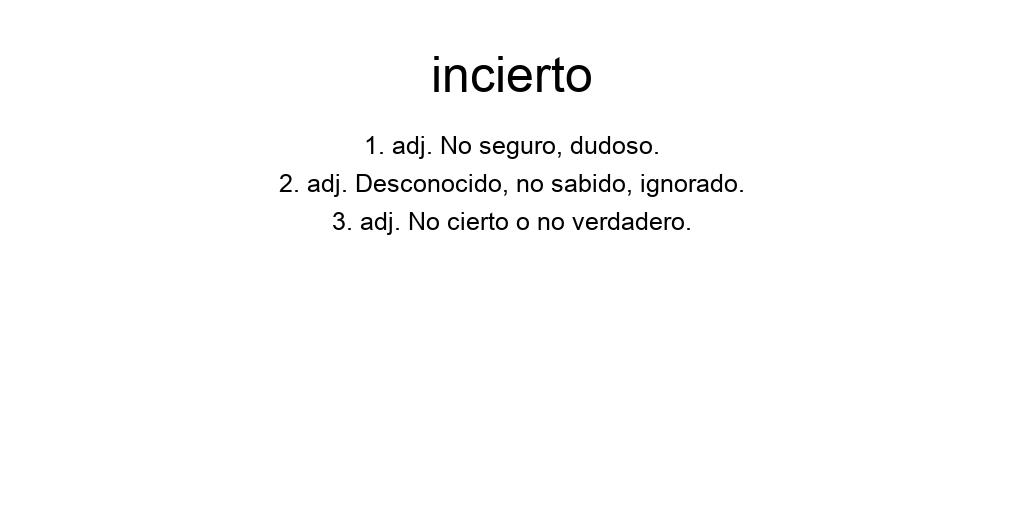 incierto
1. adj. No seguro, dudoso.
2. adj. Desconocido, no sabido, ignorado.
3. adj. No cierto o no verdadero.